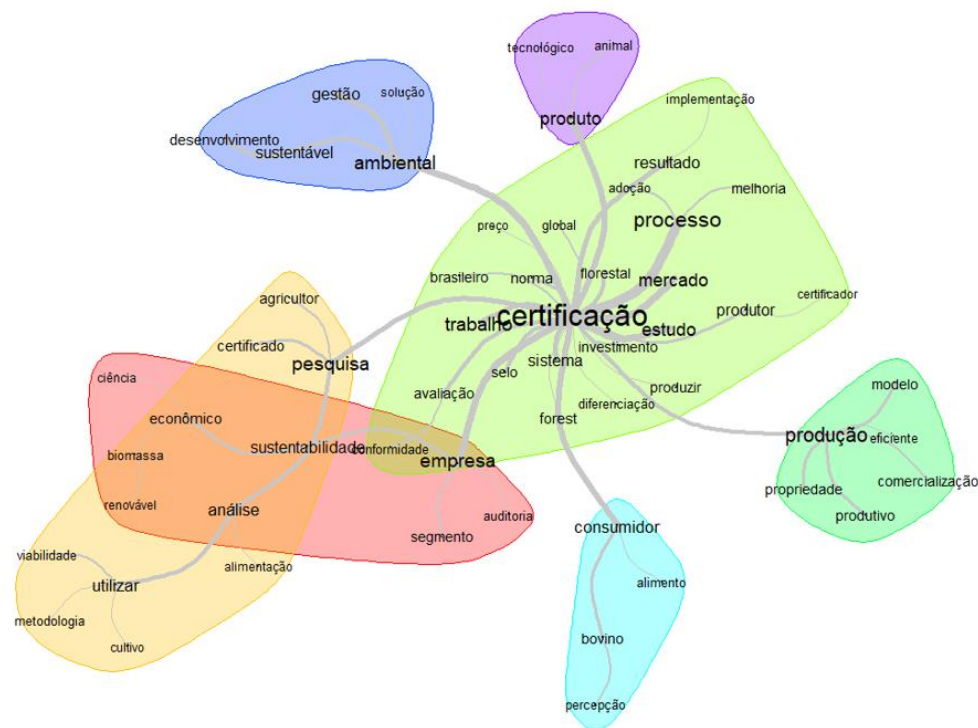 tecnológico
animal
produto
gestão
solução
desenvolvimento
sustentável
ambiental
implementação
resultado
adoção
melhoria
processo
preço
global
brasileiro
norma
florestal
mercado
certificador
produtor
certificação
trabalho
estudo
investimento
sistema
selo
produzir
avaliação
diferenciação
forest
agricultor
certificado
pesquisa
ciência
econômico
sustentabilidade
conformidade
empresa
biomassa
renovável
análise
auditoria
segmento
viabilidade
alimentação
utilizar
metodologia
cultivo
modelo
produção
eficiente
comercialização
propriedade
produtivo
consumidor
alimento
bovino
percepção